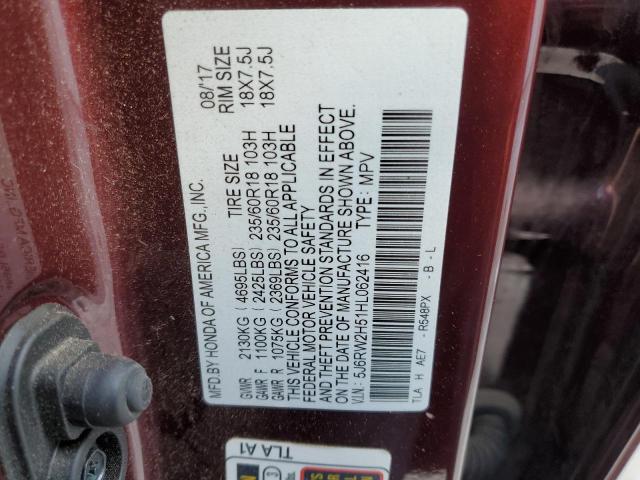 MFD.BY HONDA OF AMERICA MFG.,INC. 08/'17
TIRE SIZE RIM SIZE
GVWR 2130KG (4695LBS)
GAWR F 1100KG (2425LBS) 235/60R18 103H 18X7.5J
GAWR R 1075KG (2369LBS) 235/60R18 103H 18X7.5J
THIS VEHICLE CONFORMS TO ALL APPLICABLE
FEDERAL MOTOR VEHICLE SAFETY
AND THEFT PREVENTION STANDARDS IN EFFECT
ON THE DATE OF MANUFACTURE SHOWN ABOVE.
V.I.N.: 5J6RW2H51HL062416 TYPE: MPV
TLA H AE7 - R548PX - B - L
TLA A1